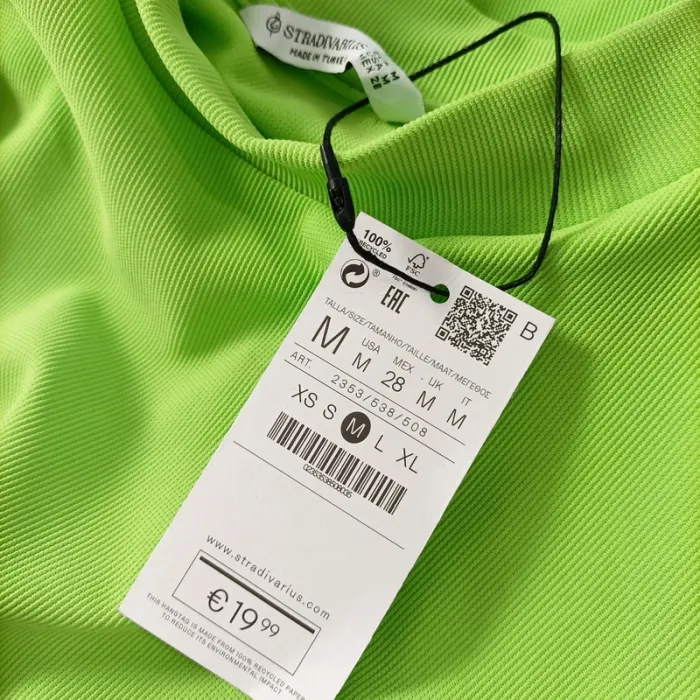 STRADIVARIUS
MADE IN TURKEY
100%
RECYCLED
FSC
®
EAC
B
TALLA/SIZE/TAMANHO/TAILLE/MAAT/ΜΕΓΕΘΟΣ
M
USA M
MEX 28
UK M
IT M
ART. 2353/538/508
XS S M L XL
www.stradivarius.com
€ 19 99
THIS HANGTAG IS MADE FROM 100% RECYCLED PAPER
TO REDUCE ITS ENVIRONMENTAL IMPACT